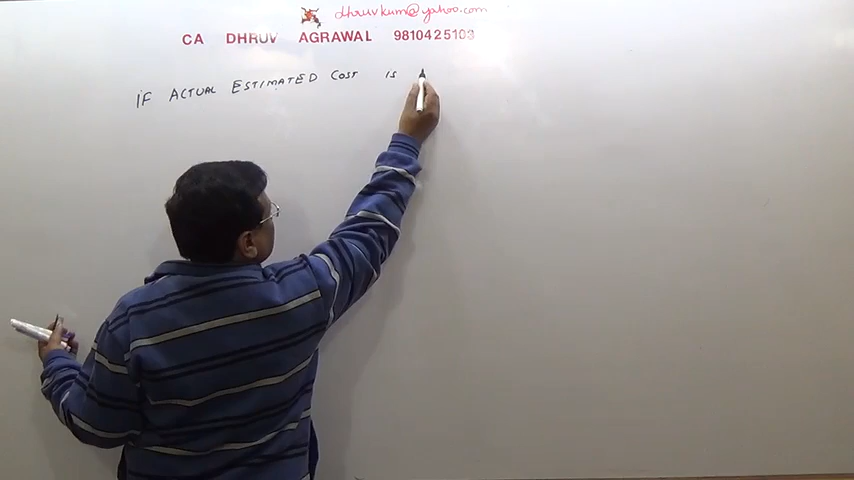 dhruvkum@yahoo.com
CA DHRUV AGRAWAL 9810425103
IF ACTUAL ESTIMATED COST IS